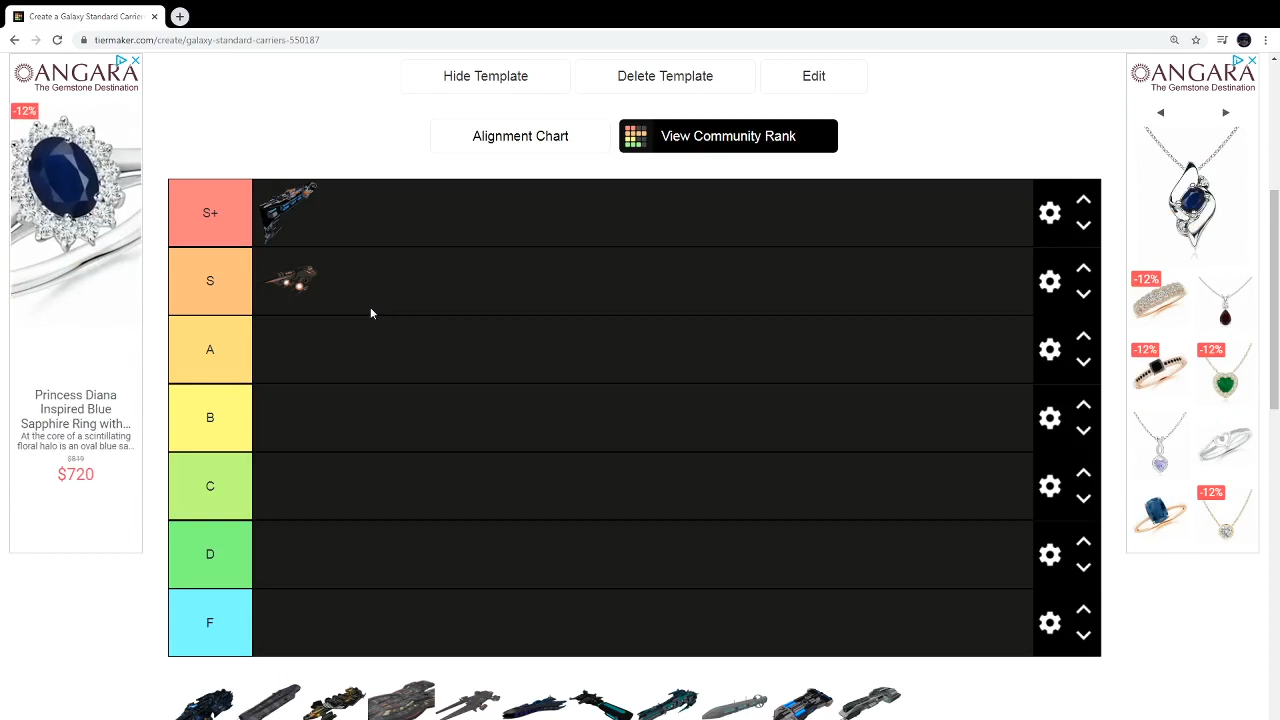 Create a Galaxy Standard Carrier
tiermaker.com/create/galaxy-standard-carriers-550187
ANGARA
The Gemstone Destination
-12%
Princess Diana
Inspired Blue
Sapphire Ring with...
At the core of a scintillating
floral halo is an oval blue sa...
$819
$720
Hide Template
Delete Template
Edit
Alignment Chart
View Community Rank
S+
S
A
B
C
D
F
ANGARA
The Gemstone Destination
-12%
-12%
-12%
-12%